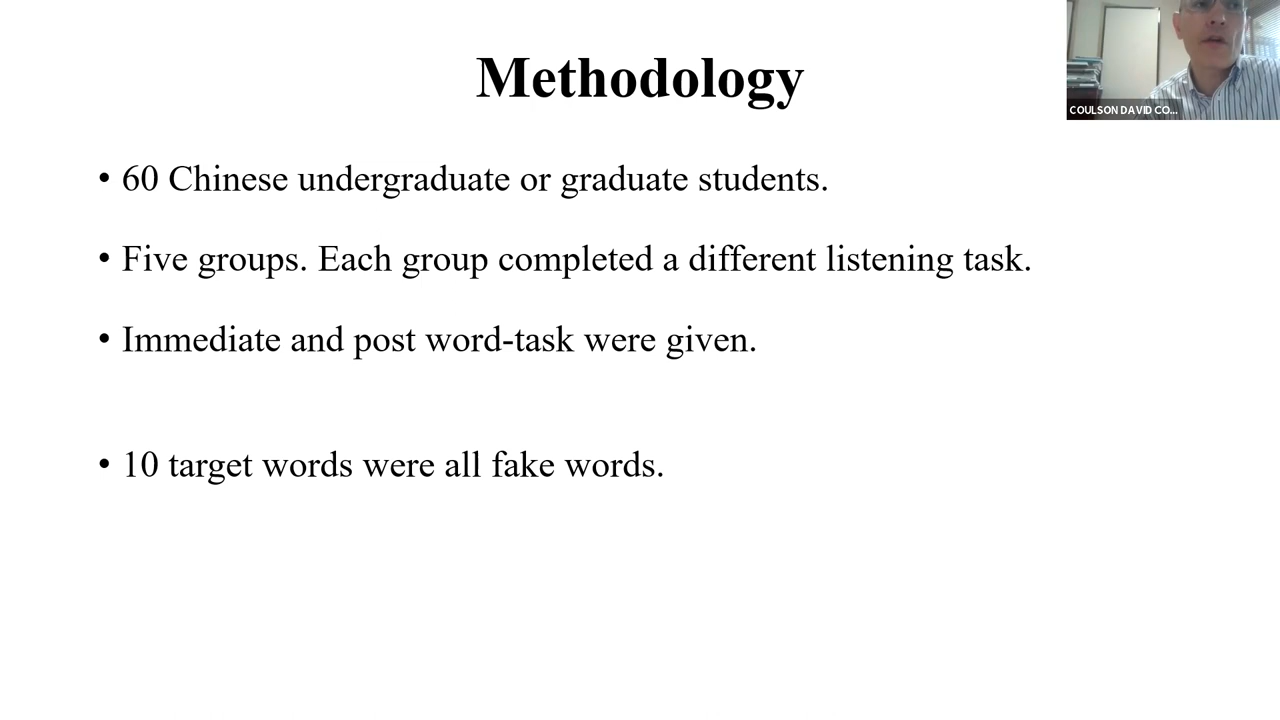 Methodology
COULSON DAVID CO...
• 60 Chinese undergraduate or graduate students.
• Five groups. Each group completed a different listening task.
• Immediate and post word-task were given.
• 10 target words were all fake words.